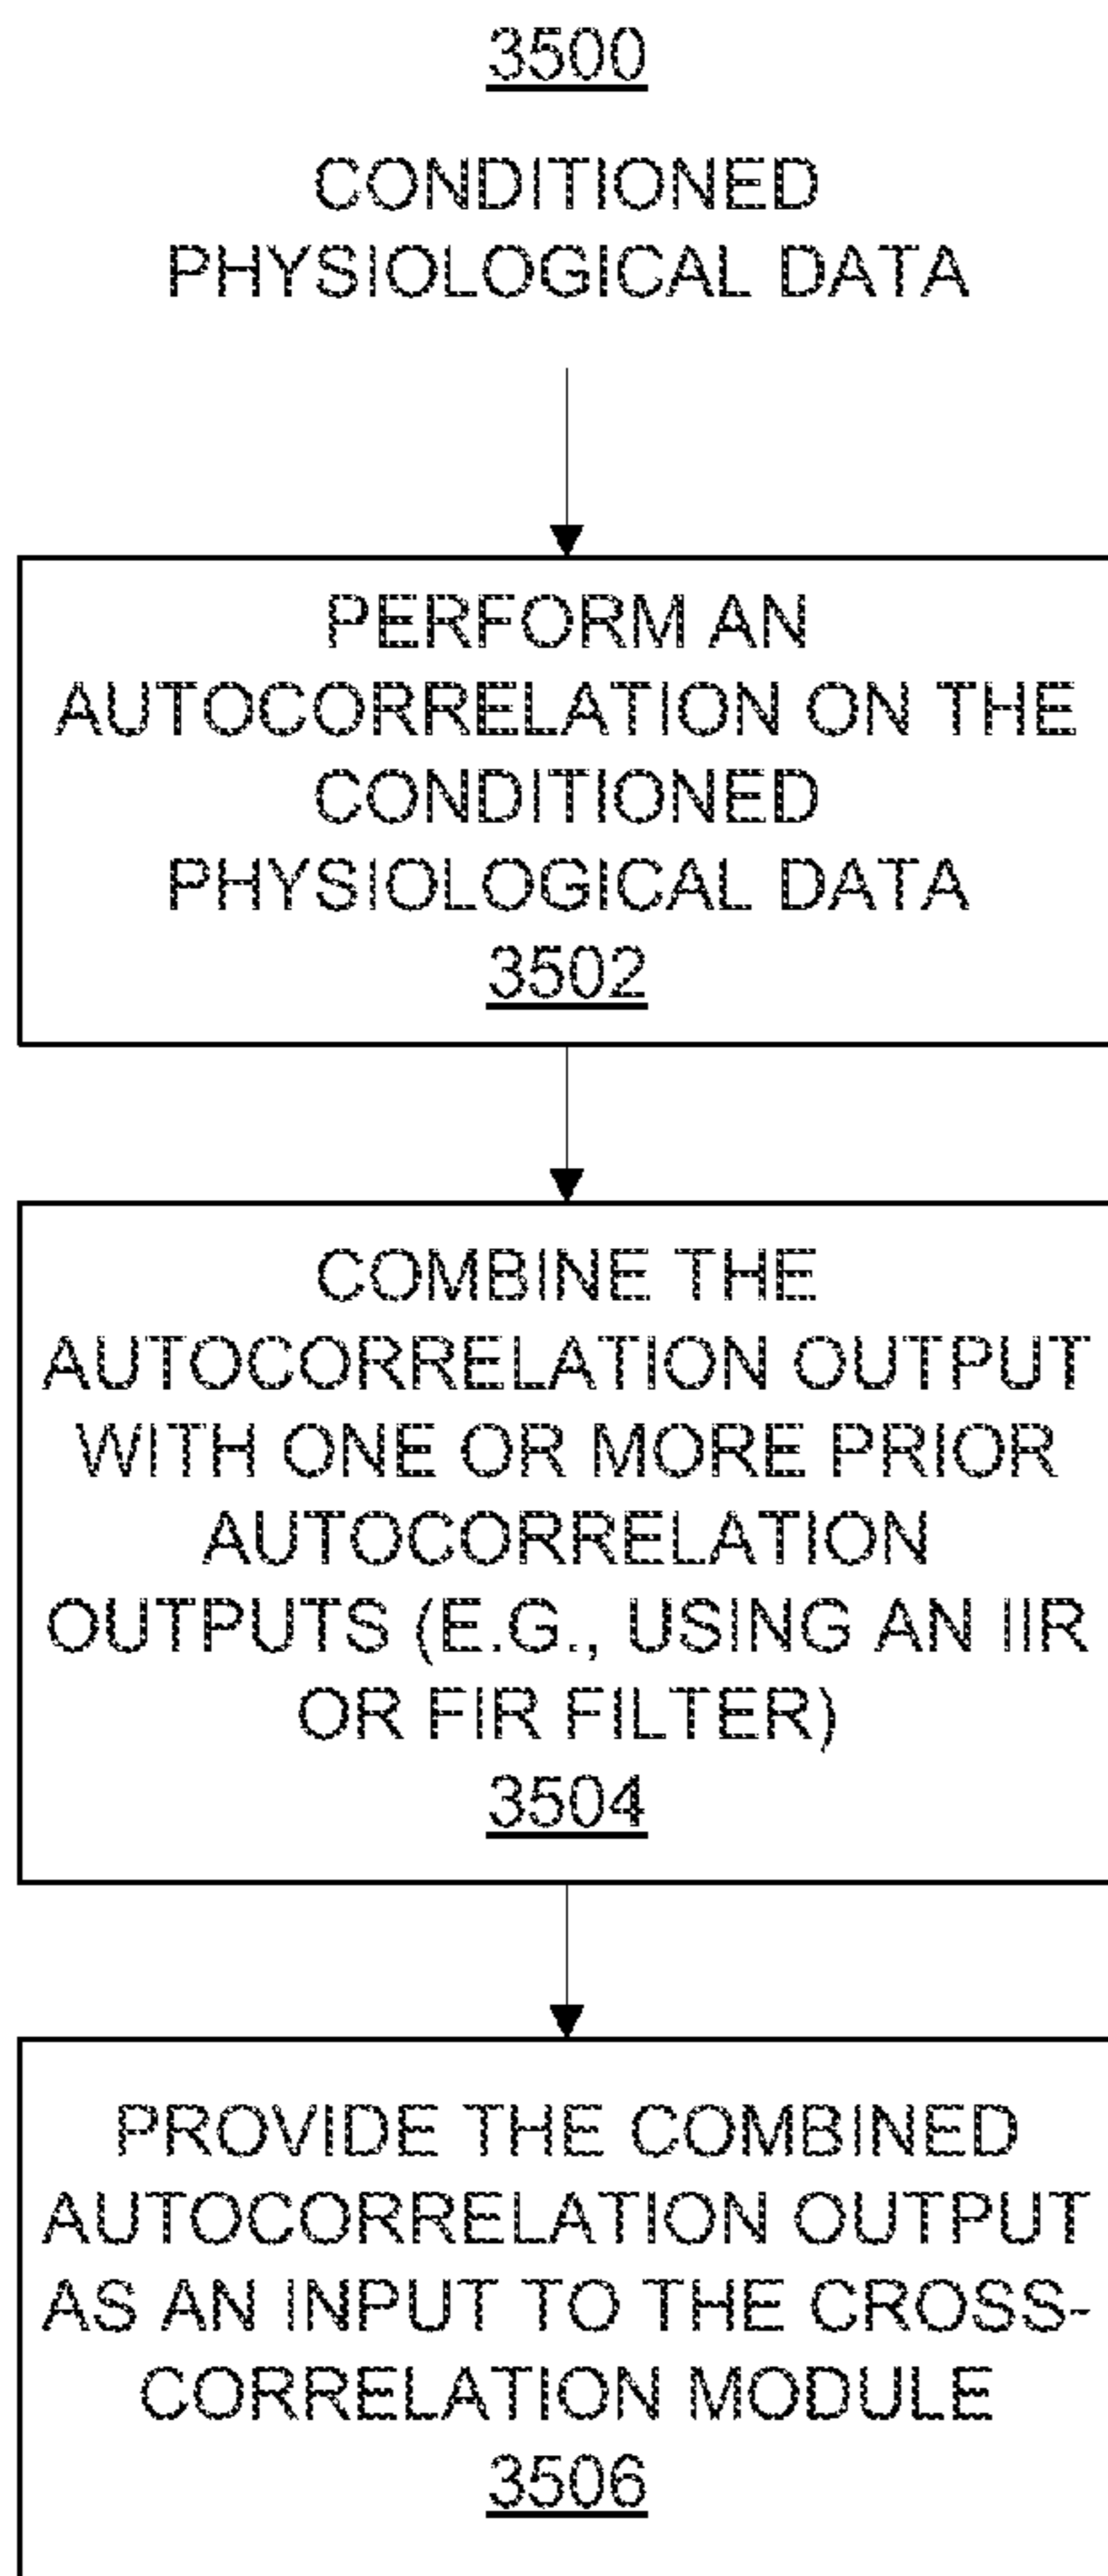 3500
CONDITIONED
PHYSIOLOGICAL DATA
PERFORM AN
AUTOCORRELATION ON THE
CONDITIONED
PHYSIOLOGICAL DATA
3502
COMBINE THE
AUTOCORRELATION OUTPUT
WITH ONE OR MORE PRIOR
AUTOCORRELATION
OUTPUTS (E.G., USING AN IIR
OR FIR FILTER)
3504
PROVIDE THE COMBINED
AUTOCORRELATION OUTPUT
AS AN INPUT TO THE CROSS-
CORRELATION MODULE
3506